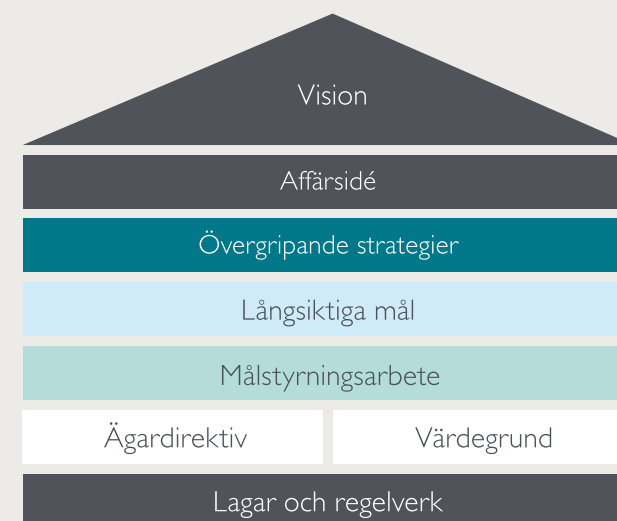 Vision
Affärsidé
Övergripande strategier
Långsiktiga mål
Målstyrningsarbete
Ägardirektiv
Värdegrund
Lagar och regelverk